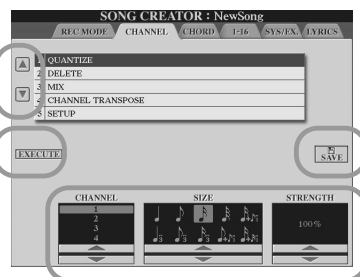 SONG CREATOR : NewSong
REC MODE CHANNEL CHORD 1-16 SYS/EX. LYRICS
1 QUANTIZE
2 DELETE
3 MIX
4 CHANNEL TRANSPOSE
5 SETUP
EXECUTE
SAVE
CHANNEL SIZE STRENGTH
1
2
3
4
100%